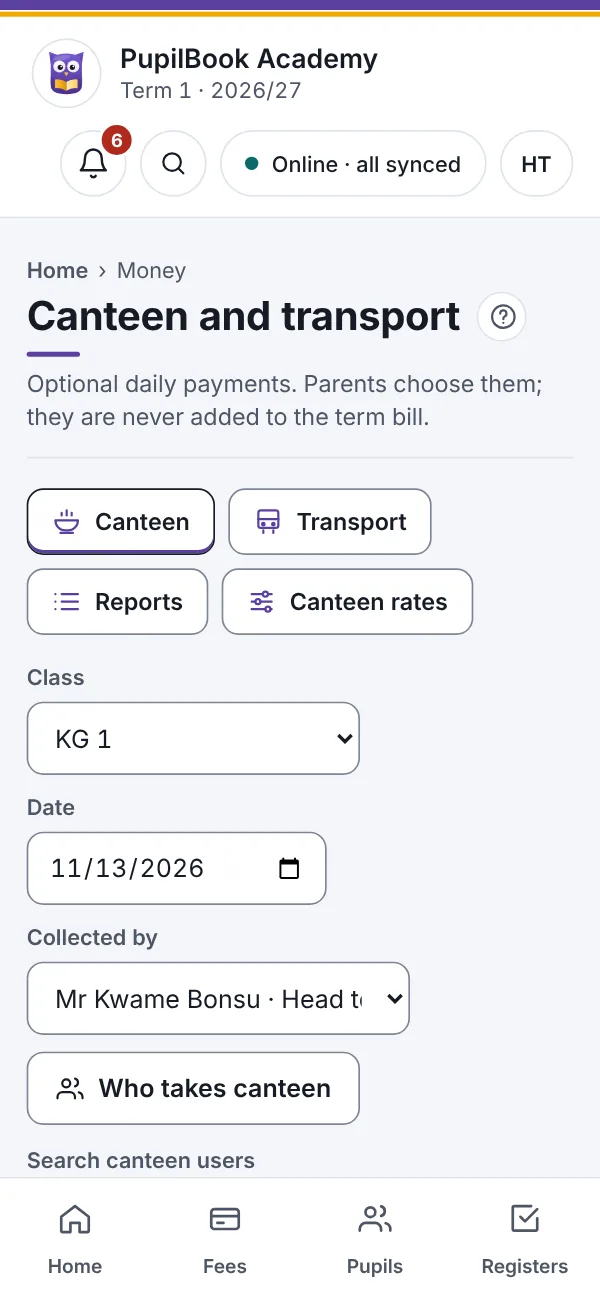 PupilBook Academy
Term 1 · 2026/27
6
Online · all synced
HT
Home › Money
Canteen and transport
Optional daily payments. Parents choose them;
they are never added to the term bill.
Canteen
Transport
Reports
Canteen rates
Class
KG 1
Date
11/13/2026
Collected by
Mr Kwame Bonsu · Head
Who takes canteen
Search canteen users
Home
Fees
Pupils
Registers